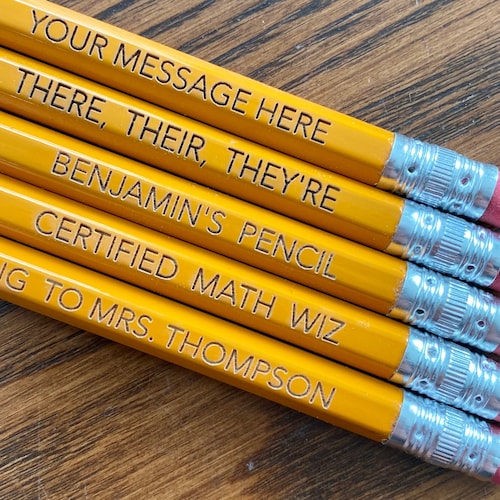 YOUR MESSAGE HERE
THERE, THEIR, THEY'RE
BENJAMIN'S PENCIL
CERTIFIED MATH WIZ
TO MRS. THOMPSON